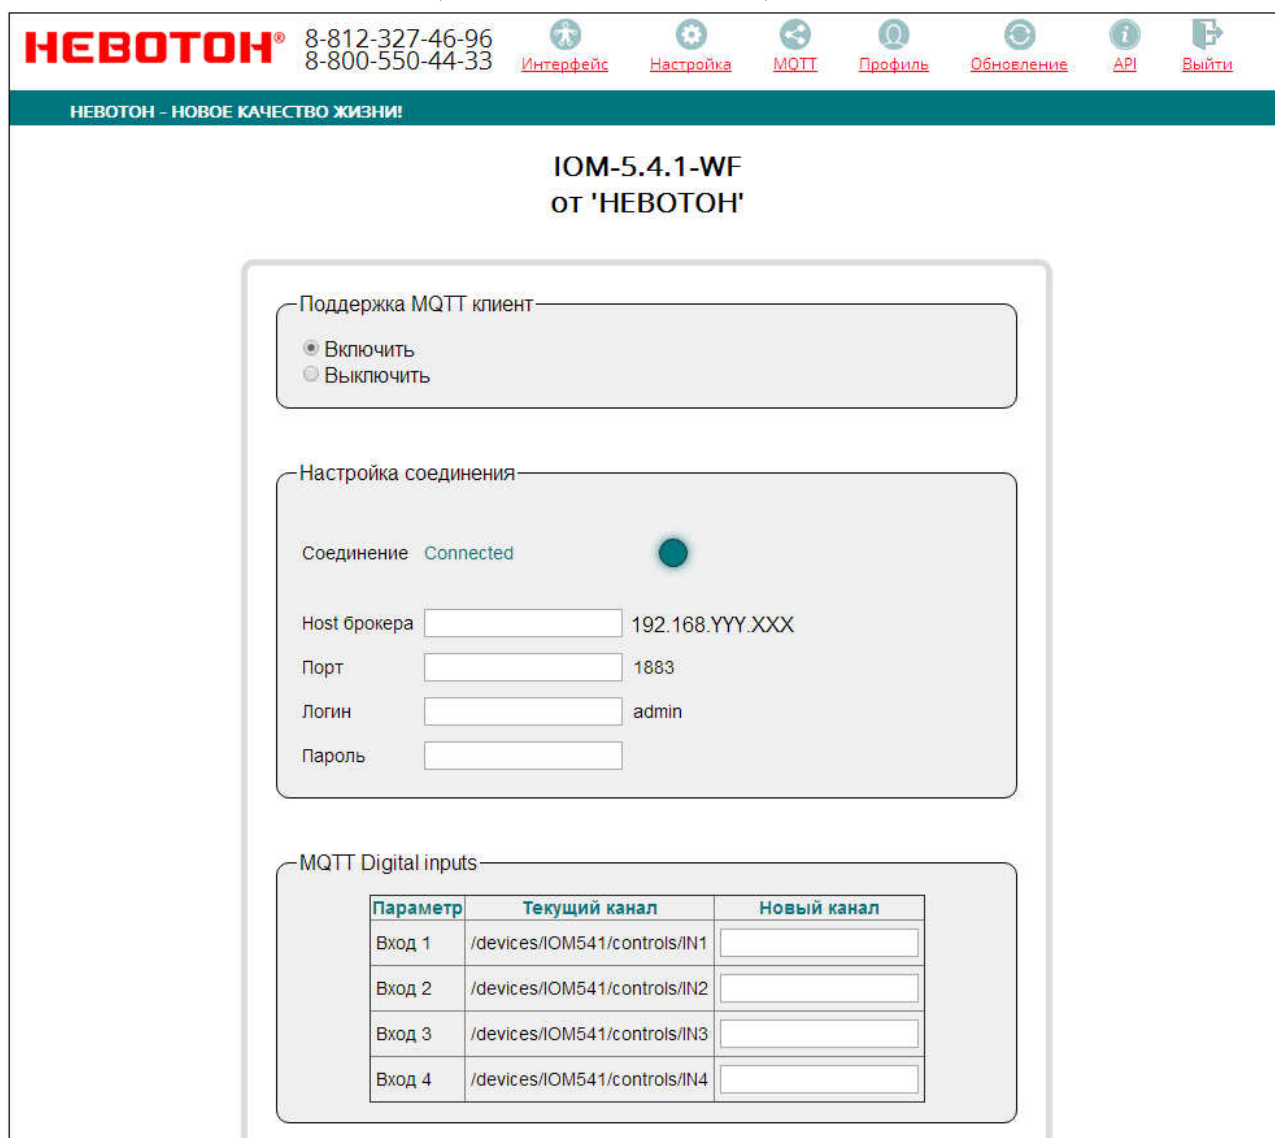 НЕВОТОН®
8-812-327-46-96
8-800-550-44-33
Интерфейс Настройка MQTT Профиль Обновление API Выйти
НЕВОТОН - НОВОЕ КАЧЕСТВО ЖИЗНИ!
IOM-5.4.1-WF
от 'НЕВОТОН'
Поддержка MQTT клиент
Включить
Выключить
Настройка соединения
Соединение Connected
Host брокера 192.168.YYY.XXX
Порт 1883
Логин admin
Пароль
MQTT Digital inputs
Параметр Текущий канал Новый канал
Вход 1 /devices/IOM541/controls/IN1
Вход 2 /devices/IOM541/controls/IN2
Вход 3 /devices/IOM541/controls/IN3
Вход 4 /devices/IOM541/controls/IN4